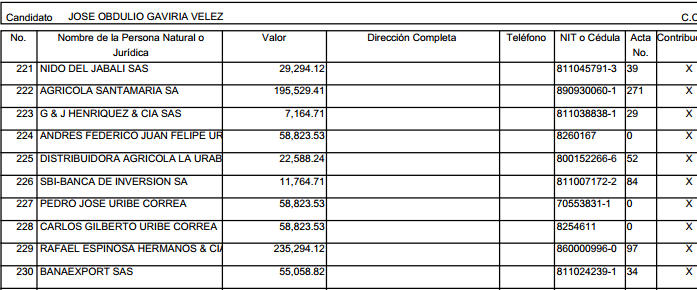 Candidato JOSE OBDULIO GAVIRIA VELEZ C.C
No. Nombre de la Persona Natural o Valor Dirección Completa Teléfono NIT o Cédula Acta Contribuc
Jurídica No.
221 NIDO DEL JABALI SAS 29,294.12 811045791-3 39 X
222 AGRICOLA SANTAMARIA SA 195,529.41 890930060-1 271 X
223 G & J HENRIQUEZ & CIA SAS 7,164.71 811038838-1 29 X
224 ANDRES FEDERICO JUAN FELIPE UR 58,823.53 8260167 0 X
225 DISTRIBUIDORA AGRICOLA LA URAB 22,588.24 800152266-6 52 X
226 SBI-BANCA DE INVERSION SA 11,764.71 811007172-2 84 X
227 PEDRO JOSE URIBE CORREA 58,823.53 70553831-1 0 X
228 CARLOS GILBERTO URIBE CORREA 58,823.53 8254611 0 X
229 RAFAEL ESPINOSA HERMANOS & CIA 235,294.12 860000996-0 97 X
230 BANAEXPORT SAS 55,058.82 811024239-1 34 X